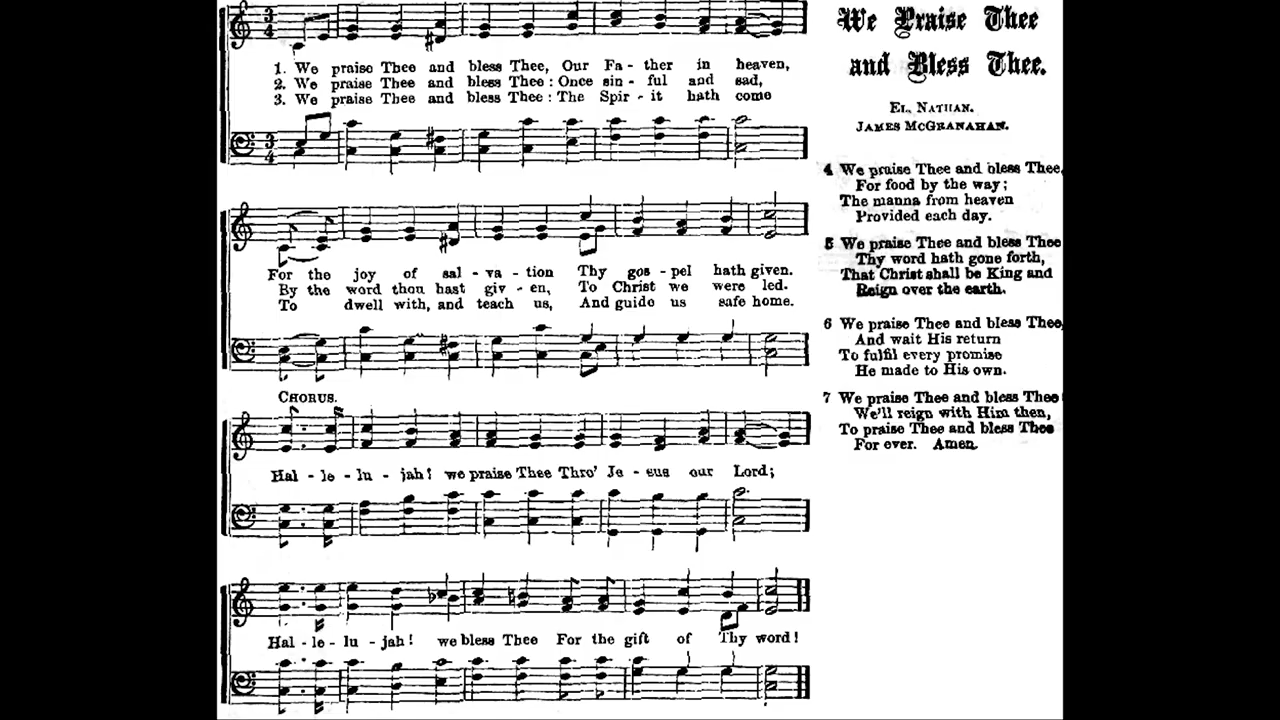 We Praise Thee
and Bless Thee.
EL. NATHAN.
JAMES McGRANAHAN.
1. We praise Thee and bless Thee, Our Fa - ther in heaven,
2. We praise Thee and bless Thee: Once sin - ful and sad,
3. We praise Thee and bless Thee: The Spir - it hath come
For the joy of sal - va - tion Thy gos - pel hath given.
By the word thou hast giv - en, To Christ we were led.
To dwell with, and teach us, And guide us safe home.
CHORUS.
Hal - le - lu - jah! we praise Thee Thro' Je - sus our Lord;
Hal - le - lu - jah! we bless Thee For the gift of Thy word!
4 We praise Thee and bless Thee,
For food by the way;
The manna from heaven
Provided each day.
5 We praise Thee and bless Thee
Thy word hath gone forth,
That Christ shall be King and
Reign over the earth.
6 We praise Thee and bless Thee,
And wait His return
To fulfil every promise
He made to His own.
7 We praise Thee and bless Thee
We'll reign with Him then,
To praise Thee and bless Thee
For ever. Amen.